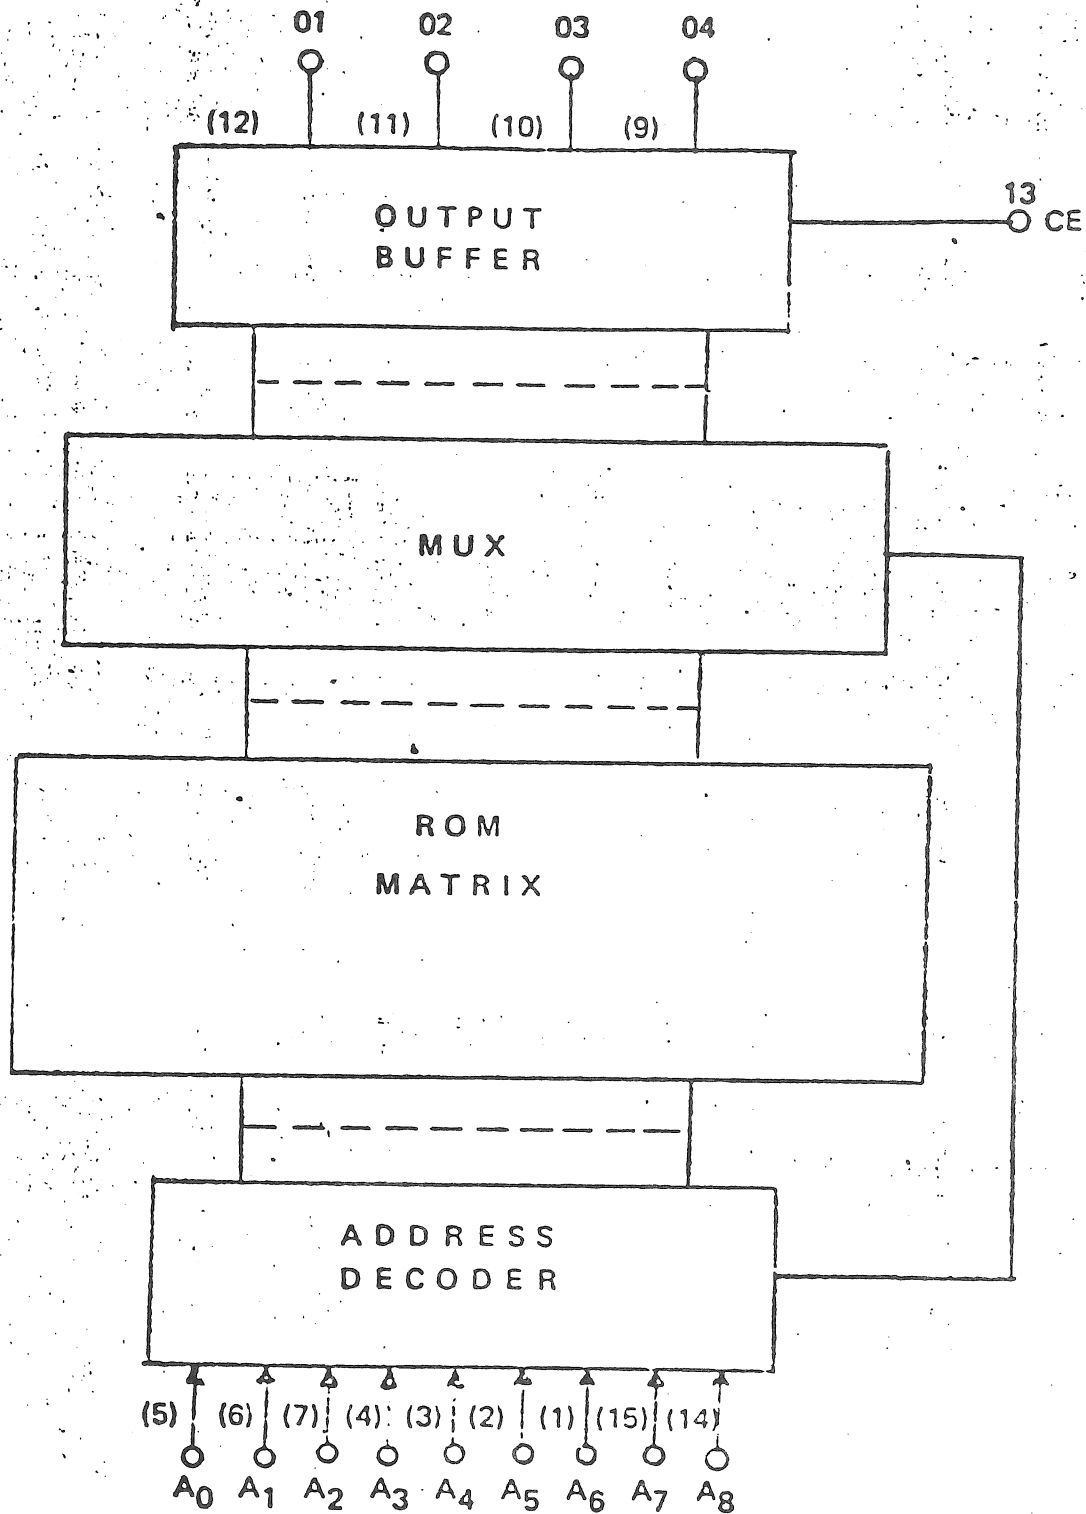 01 02 03 04
(12) (11) (10) (9)
13
CE
OUTPUT
BUFFER
MUX
ROM
MATRIX
ADDRESS
DECODER
(5) (6) (7) (4) (3) (2) (1) (15) (14)
A0 A1 A2 A3 A4 A5 A6 A7 A8